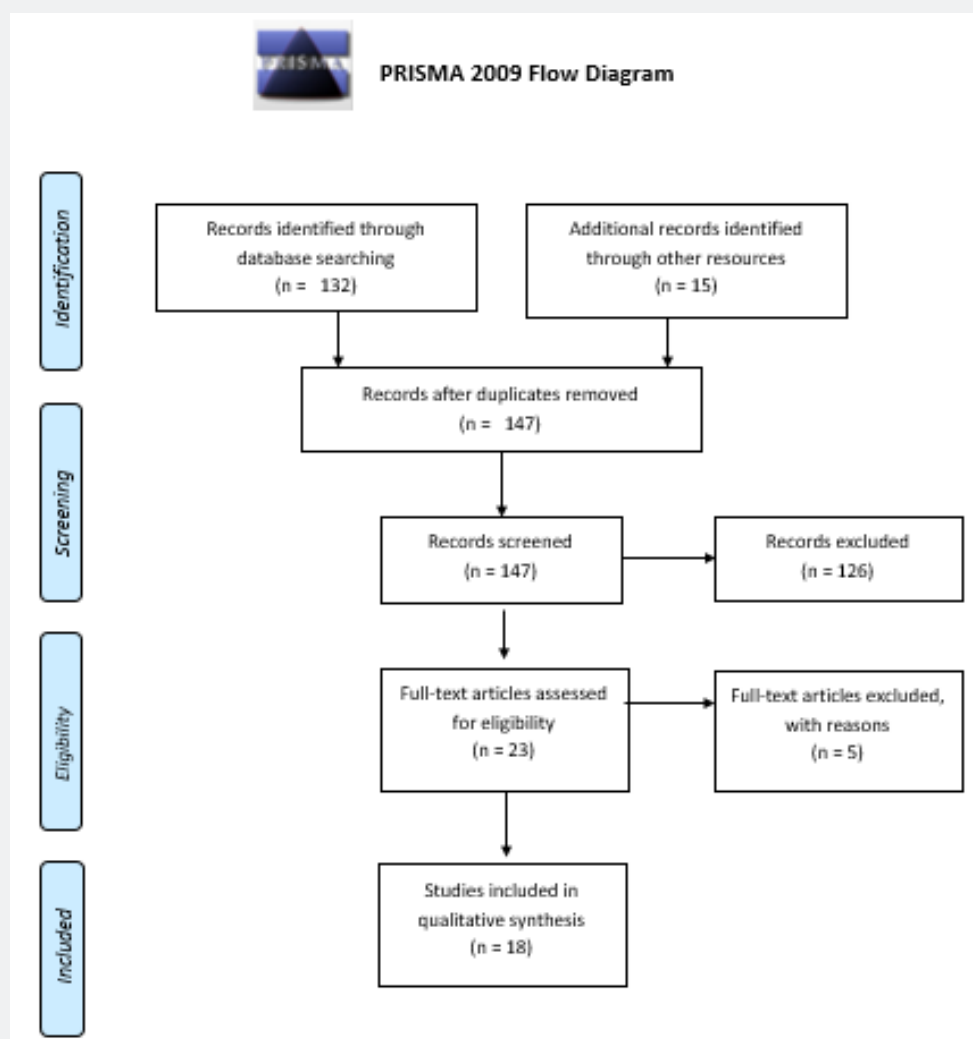 PRISMA
PRISMA 2009 Flow Diagram
Identification
Records identified through
database searching
(n = 132)
Additional records identified
through other resources
(n = 15)
Records after duplicates removed
(n = 147)
Screening
Records screened
(n = 147)
Records excluded
(n = 126)
Eligibility
Full-text articles assessed
for eligibility
(n = 23)
Full-text articles excluded,
with reasons
(n = 5)
Included
Studies included in
qualitative synthesis
(n = 18)